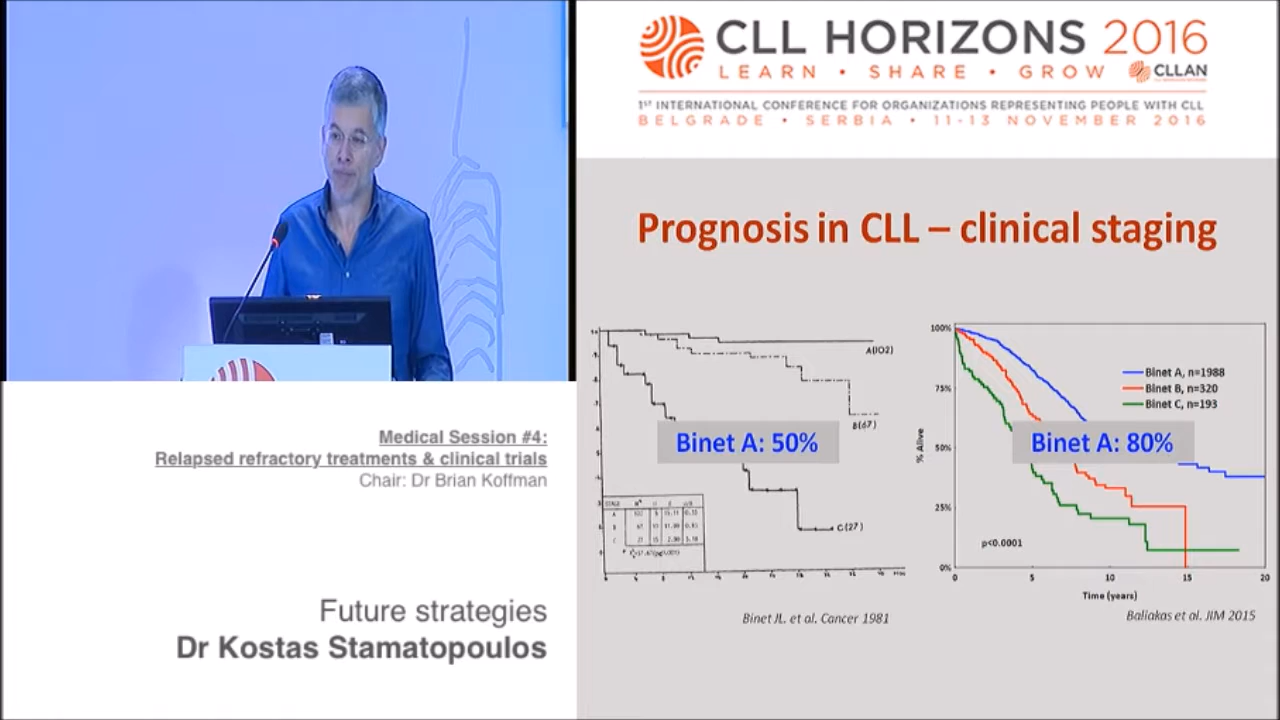 CLL HORIZONS 2016
LEARN • SHARE • GROW
CLLAN
1ST INTERNATIONAL CONFERENCE FOR ORGANIZATIONS REPRESENTING PEOPLE WITH CLL
BELGRADE • SERBIA • 11-13 NOVEMBER 2016
Prognosis in CLL – clinical staging
A(102)
B(67)
C(27)
Binet A: 50%
STAGE
A
B
C
Binet JL. et al. Cancer 1981
100%
75%
50%
25%
0%
% Alive
Binet A, n=1988
Binet B, n=320
Binet C, n=193
Binet A: 80%
p<0.0001
0 5 10 15 20
Time (years)
Baliakas et al. JIM 2015
Medical Session #4:
Relapsed refractory treatments & clinical trials
Chair: Dr Brian Koffman
Future strategies
Dr Kostas Stamatopoulos